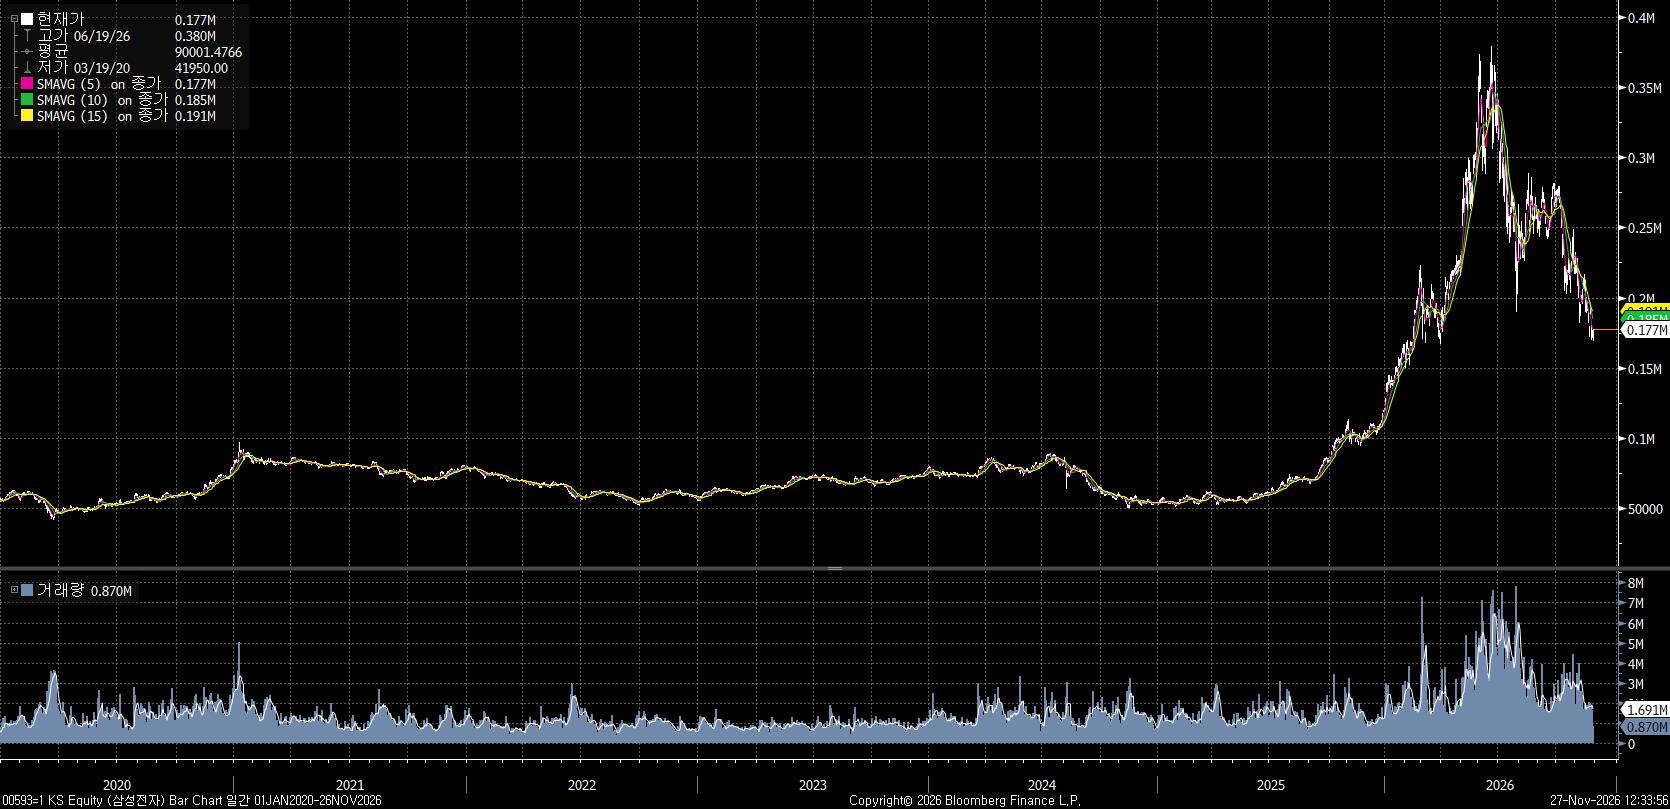 현재가 0.177M
고가 06/19/26 0.380M
평균 90001.4766
저가 03/19/20 41950.00
SMAVG (5) on 종가 0.177M
SMAVG (10) on 종가 0.185M
SMAVG (15) on 종가 0.191M
0.4M
0.35M
0.3M
0.25M
0.2M
0.191M
0.185M
0.177M
0.15M
0.1M
50000
거래량 0.870M
8M
7M
6M
5M
4M
3M
1.691M
0.870M
0
2020 2021 2022 2023 2024 2025 2026
00593=1 KS Equity (삼성전자) Bar Chart 일간 01JAN2020-26NOV2026 Copyright© 2026 Bloomberg Finance L.P. 27-Nov-2026 12:33:56